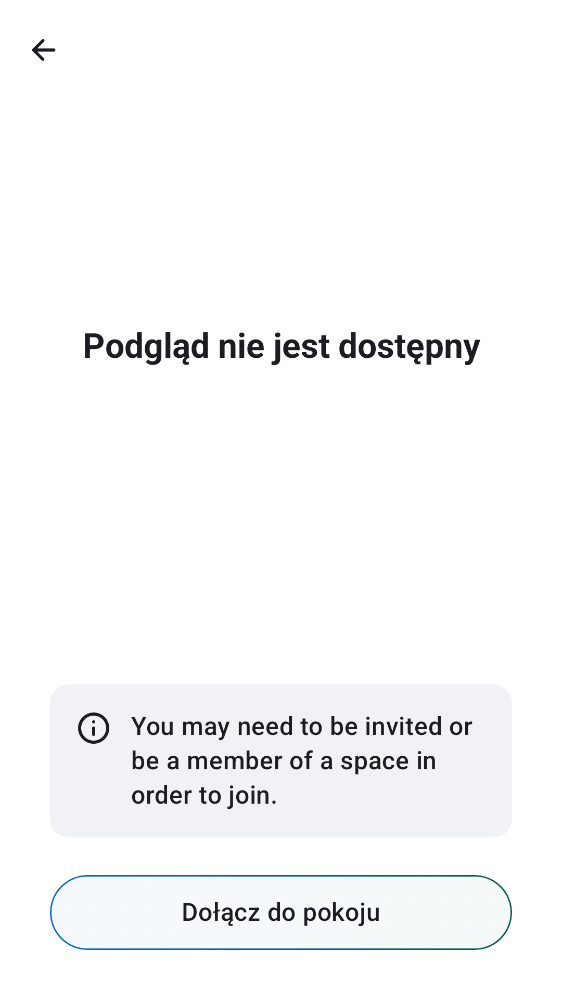 Podgląd nie jest dostępny
You may need to be invited or
be a member of a space in
order to join.
Dołącz do pokoju